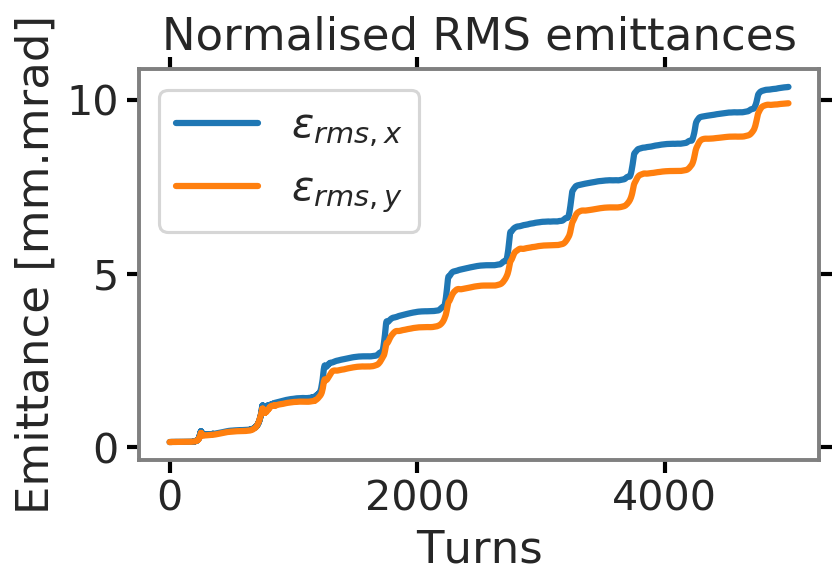 Normalised RMS emittances
Emittance [mm.mrad]
10
5
0
ε_{rms, x}
ε_{rms, y}
0 2000 4000
Turns